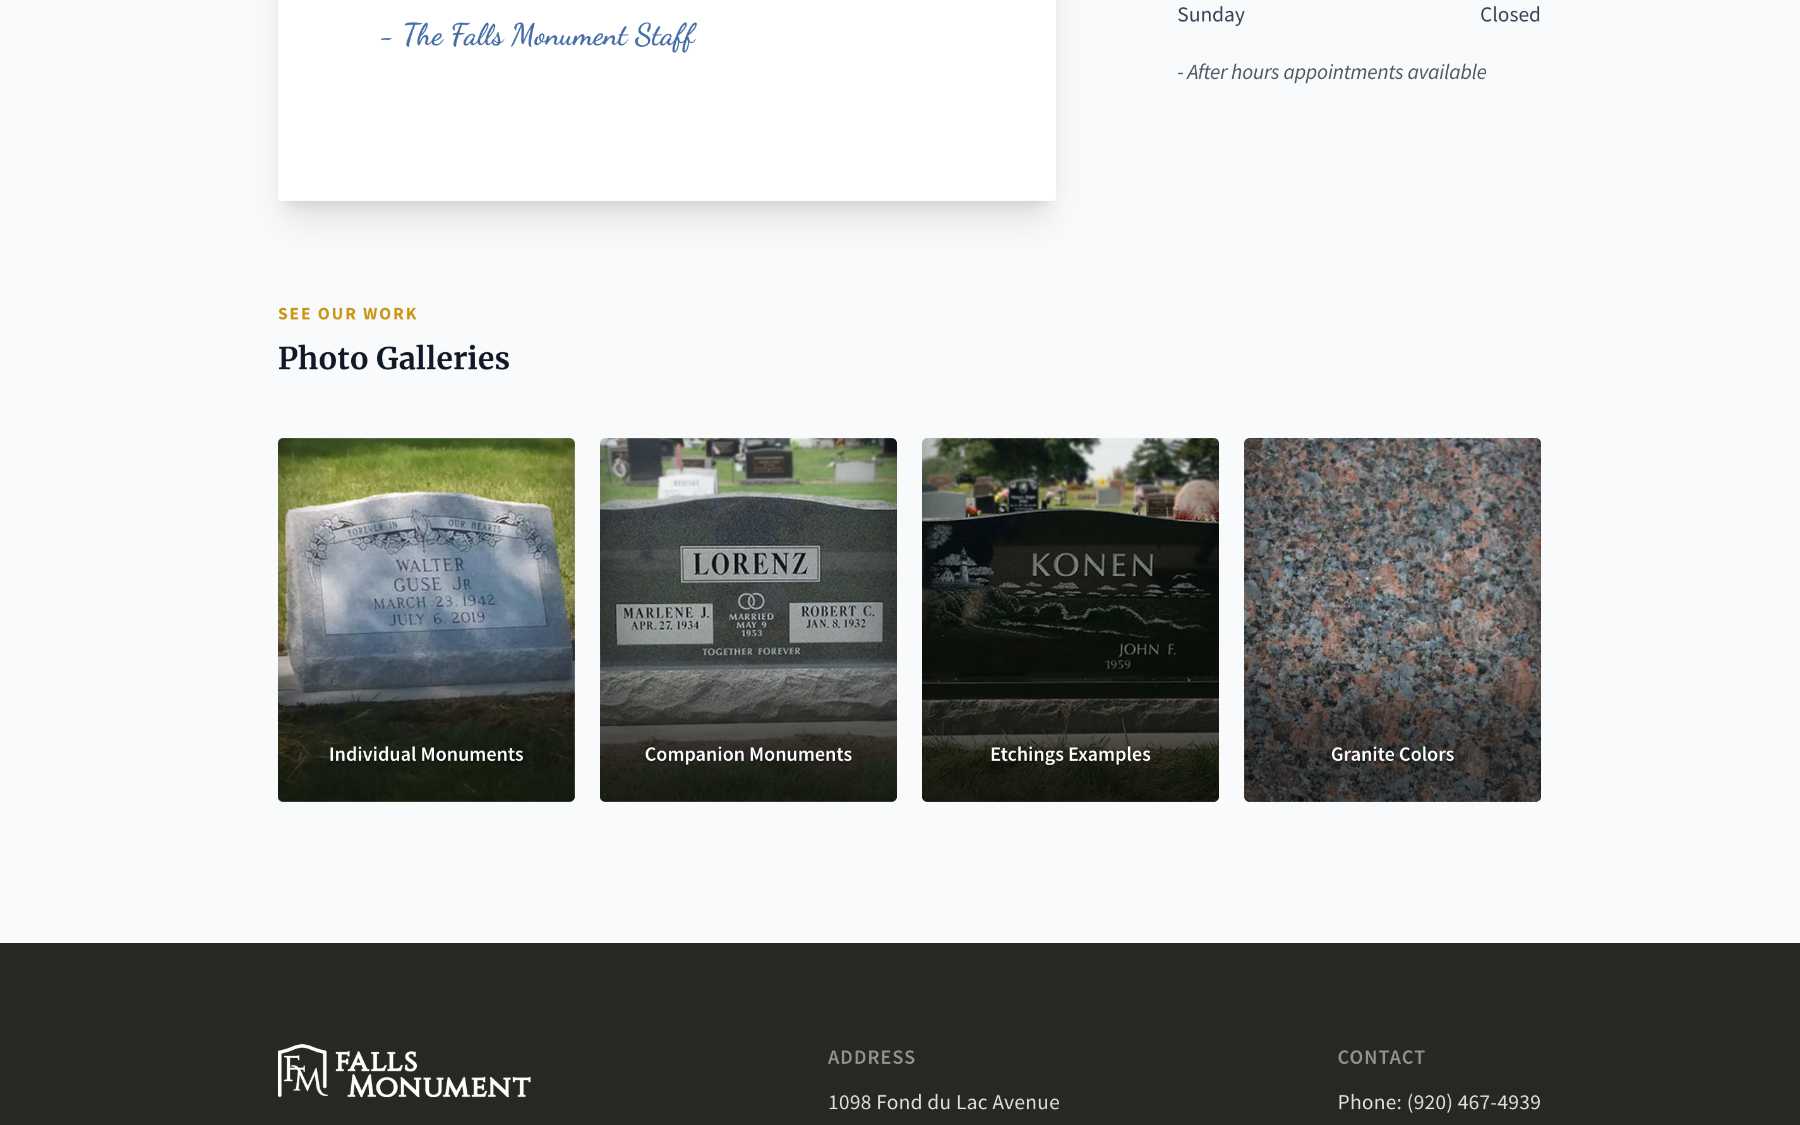 - The Falls Monument Staff
Sunday Closed
- After hours appointments available
SEE OUR WORK
Photo Galleries
FOREVER IN OUR HEARTS
WALTER
GUSE JR
MARCH 23, 1942
JULY 6, 2019
Individual Monuments
LORENZ
MARLENE J.
APR. 27, 1934
MARRIED
MAY 9
1953
ROBERT C.
JAN. 8, 1932
TOGETHER FOREVER
Companion Monuments
KONEN
JOHN F.
1959
Etchings Examples
Granite Colors
FM FALLS
MONUMENT
ADDRESS
1098 Fond du Lac Avenue
CONTACT
Phone: (920) 467-4939